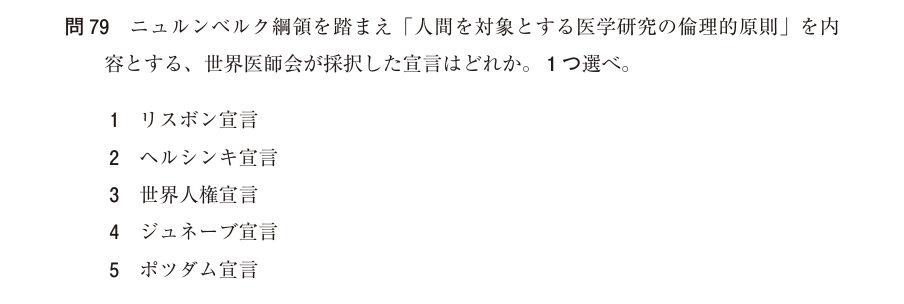 問79 ニュルンベルク綱領を踏まえ「人間を対象とする医学研究の倫理的原則」を内
容とする、世界医師会が採択した宣言はどれか。1つ選べ。
1 リスボン宣言
2 ヘルシンキ宣言
3 世界人権宣言
4 ジュネーブ宣言
5 ポツダム宣言